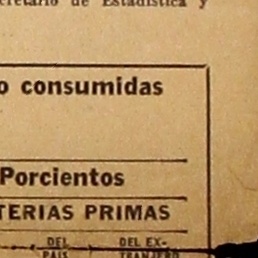 cretario de Estadística y
o consumidas
Porcientos
TERIAS PRIMAS
DEL DEL EX-
PAIS TRANJERO